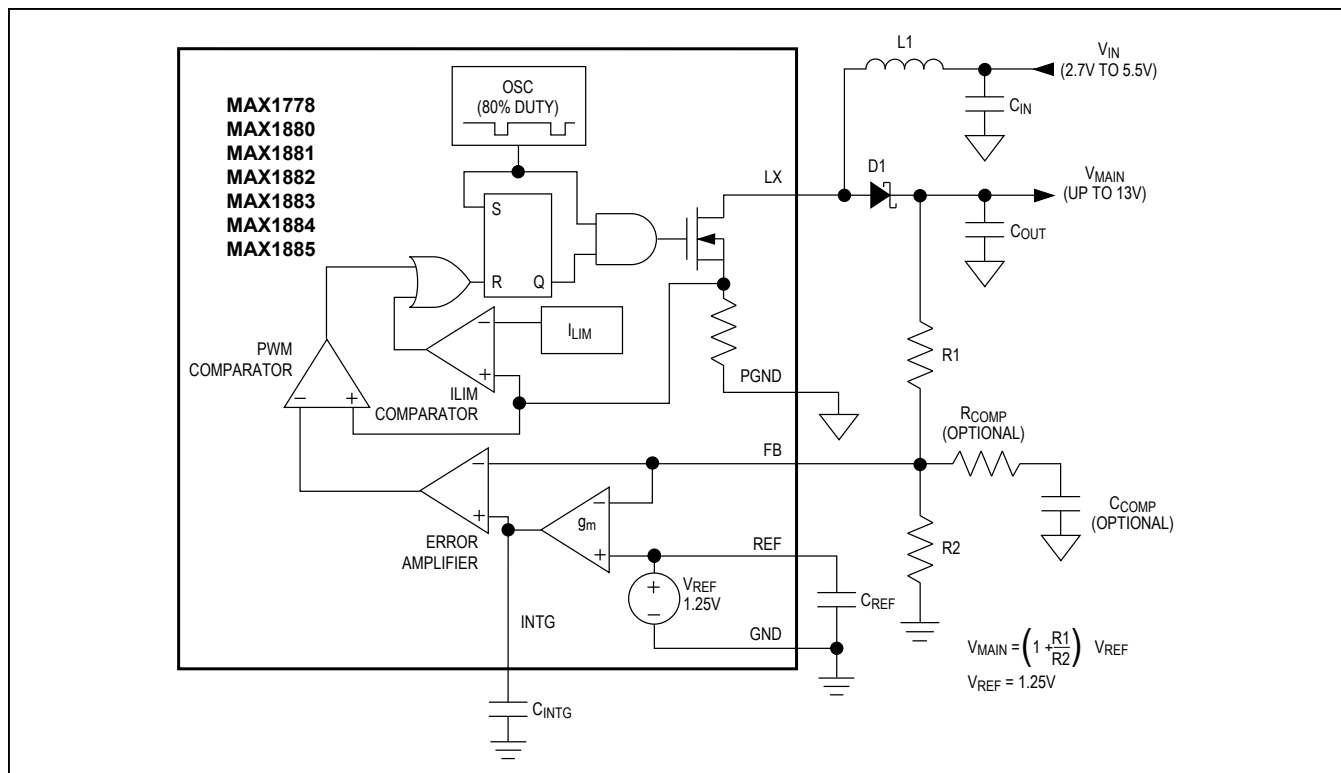 MAX1778
MAX1880
MAX1881
MAX1882
MAX1883
MAX1884
MAX1885
OSC
(80% DUTY)
L1
VIN
(2.7V TO 5.5V)
CIN
LX
D1
VMAIN
(UP TO 13V)
COUT
S
R
Q
ILIM
PWM
COMPARATOR
−
+
−
+
ILIM
COMPARATOR
PGND
R1
RCOMP
(OPTIONAL)
FB
CCOMP
(OPTIONAL)
−
+
ERROR
AMPLIFIER
−
gm
+
REF
R2
VREF
1.25V
+
−
CREF
INTG
GND
VMAIN = (1 + R1/R2) VREF
VREF = 1.25V
CINTG